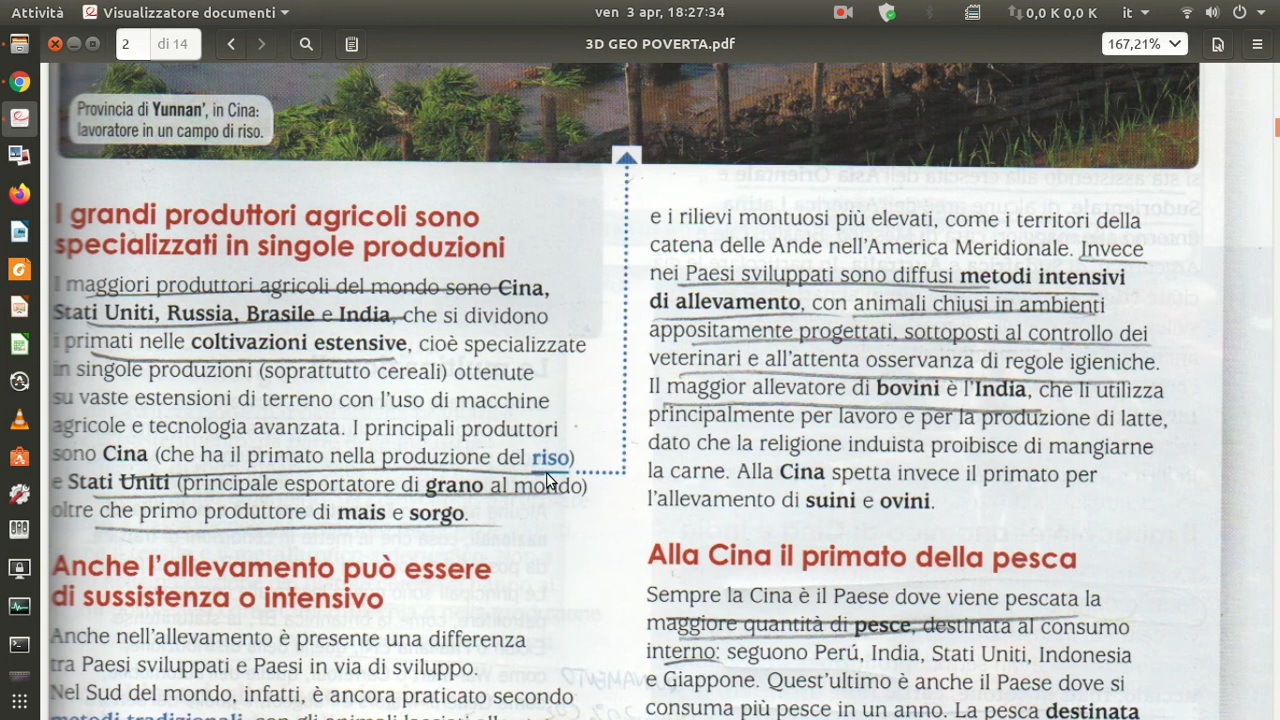 Attività
Visualizzatore documenti
ven 3 apr, 18:27:34
0,0 K 0,0 K
it
2
di 14
3D GEO POVERTA.pdf
167,21%
Provincia di Yunnan', in Cina:
lavoratore in un campo di riso.
I grandi produttori agricoli sono
specializzati in singole produzioni
I maggiori produttori agricoli del mondo sono Cina,
Stati Uniti, Russia, Brasile e India, che si dividono
i primati nelle coltivazioni estensive, cioè specializzate
in singole produzioni (soprattutto cereali) ottenute
su vaste estensioni di terreno con l'uso di macchine
agricole e tecnologia avanzata. I principali produttori
sono Cina (che ha il primato nella produzione del riso)
e Stati Uniti (principale esportatore di grano al mondo)
oltre che primo produttore di mais e sorgo.
Anche l'allevamento può essere
di sussistenza o intensivo
Anche nell'allevamento è presente una differenza
tra Paesi sviluppati e Paesi in via di sviluppo.
Nel Sud del mondo, infatti, è ancora praticato secondo
metodi tradizionali, con gli animali lasciati
e i rilievi montuosi più elevati, come i territori della
catena delle Ande nell'America Meridionale. Invece
nei Paesi sviluppati sono diffusi metodi intensivi
di allevamento, con animali chiusi in ambienti
appositamente progettati, sottoposti al controllo dei
veterinari e all'attenta osservanza di regole igieniche.
Il maggior allevatore di bovini è l'India, che li utilizza
principalmente per lavoro e per la produzione di latte,
dato che la religione induista proibisce di mangiarne
la carne. Alla Cina spetta invece il primato per
l'allevamento di suini e ovini.
Alla Cina il primato della pesca
Sempre la Cina è il Paese dove viene pescata la
maggiore quantità di pesce, destinata al consumo
interno: seguono Perú, India, Stati Uniti, Indonesia
e Giappone. Quest'ultimo è anche il Paese dove si
consuma più pesce in un anno. La pesca destinata